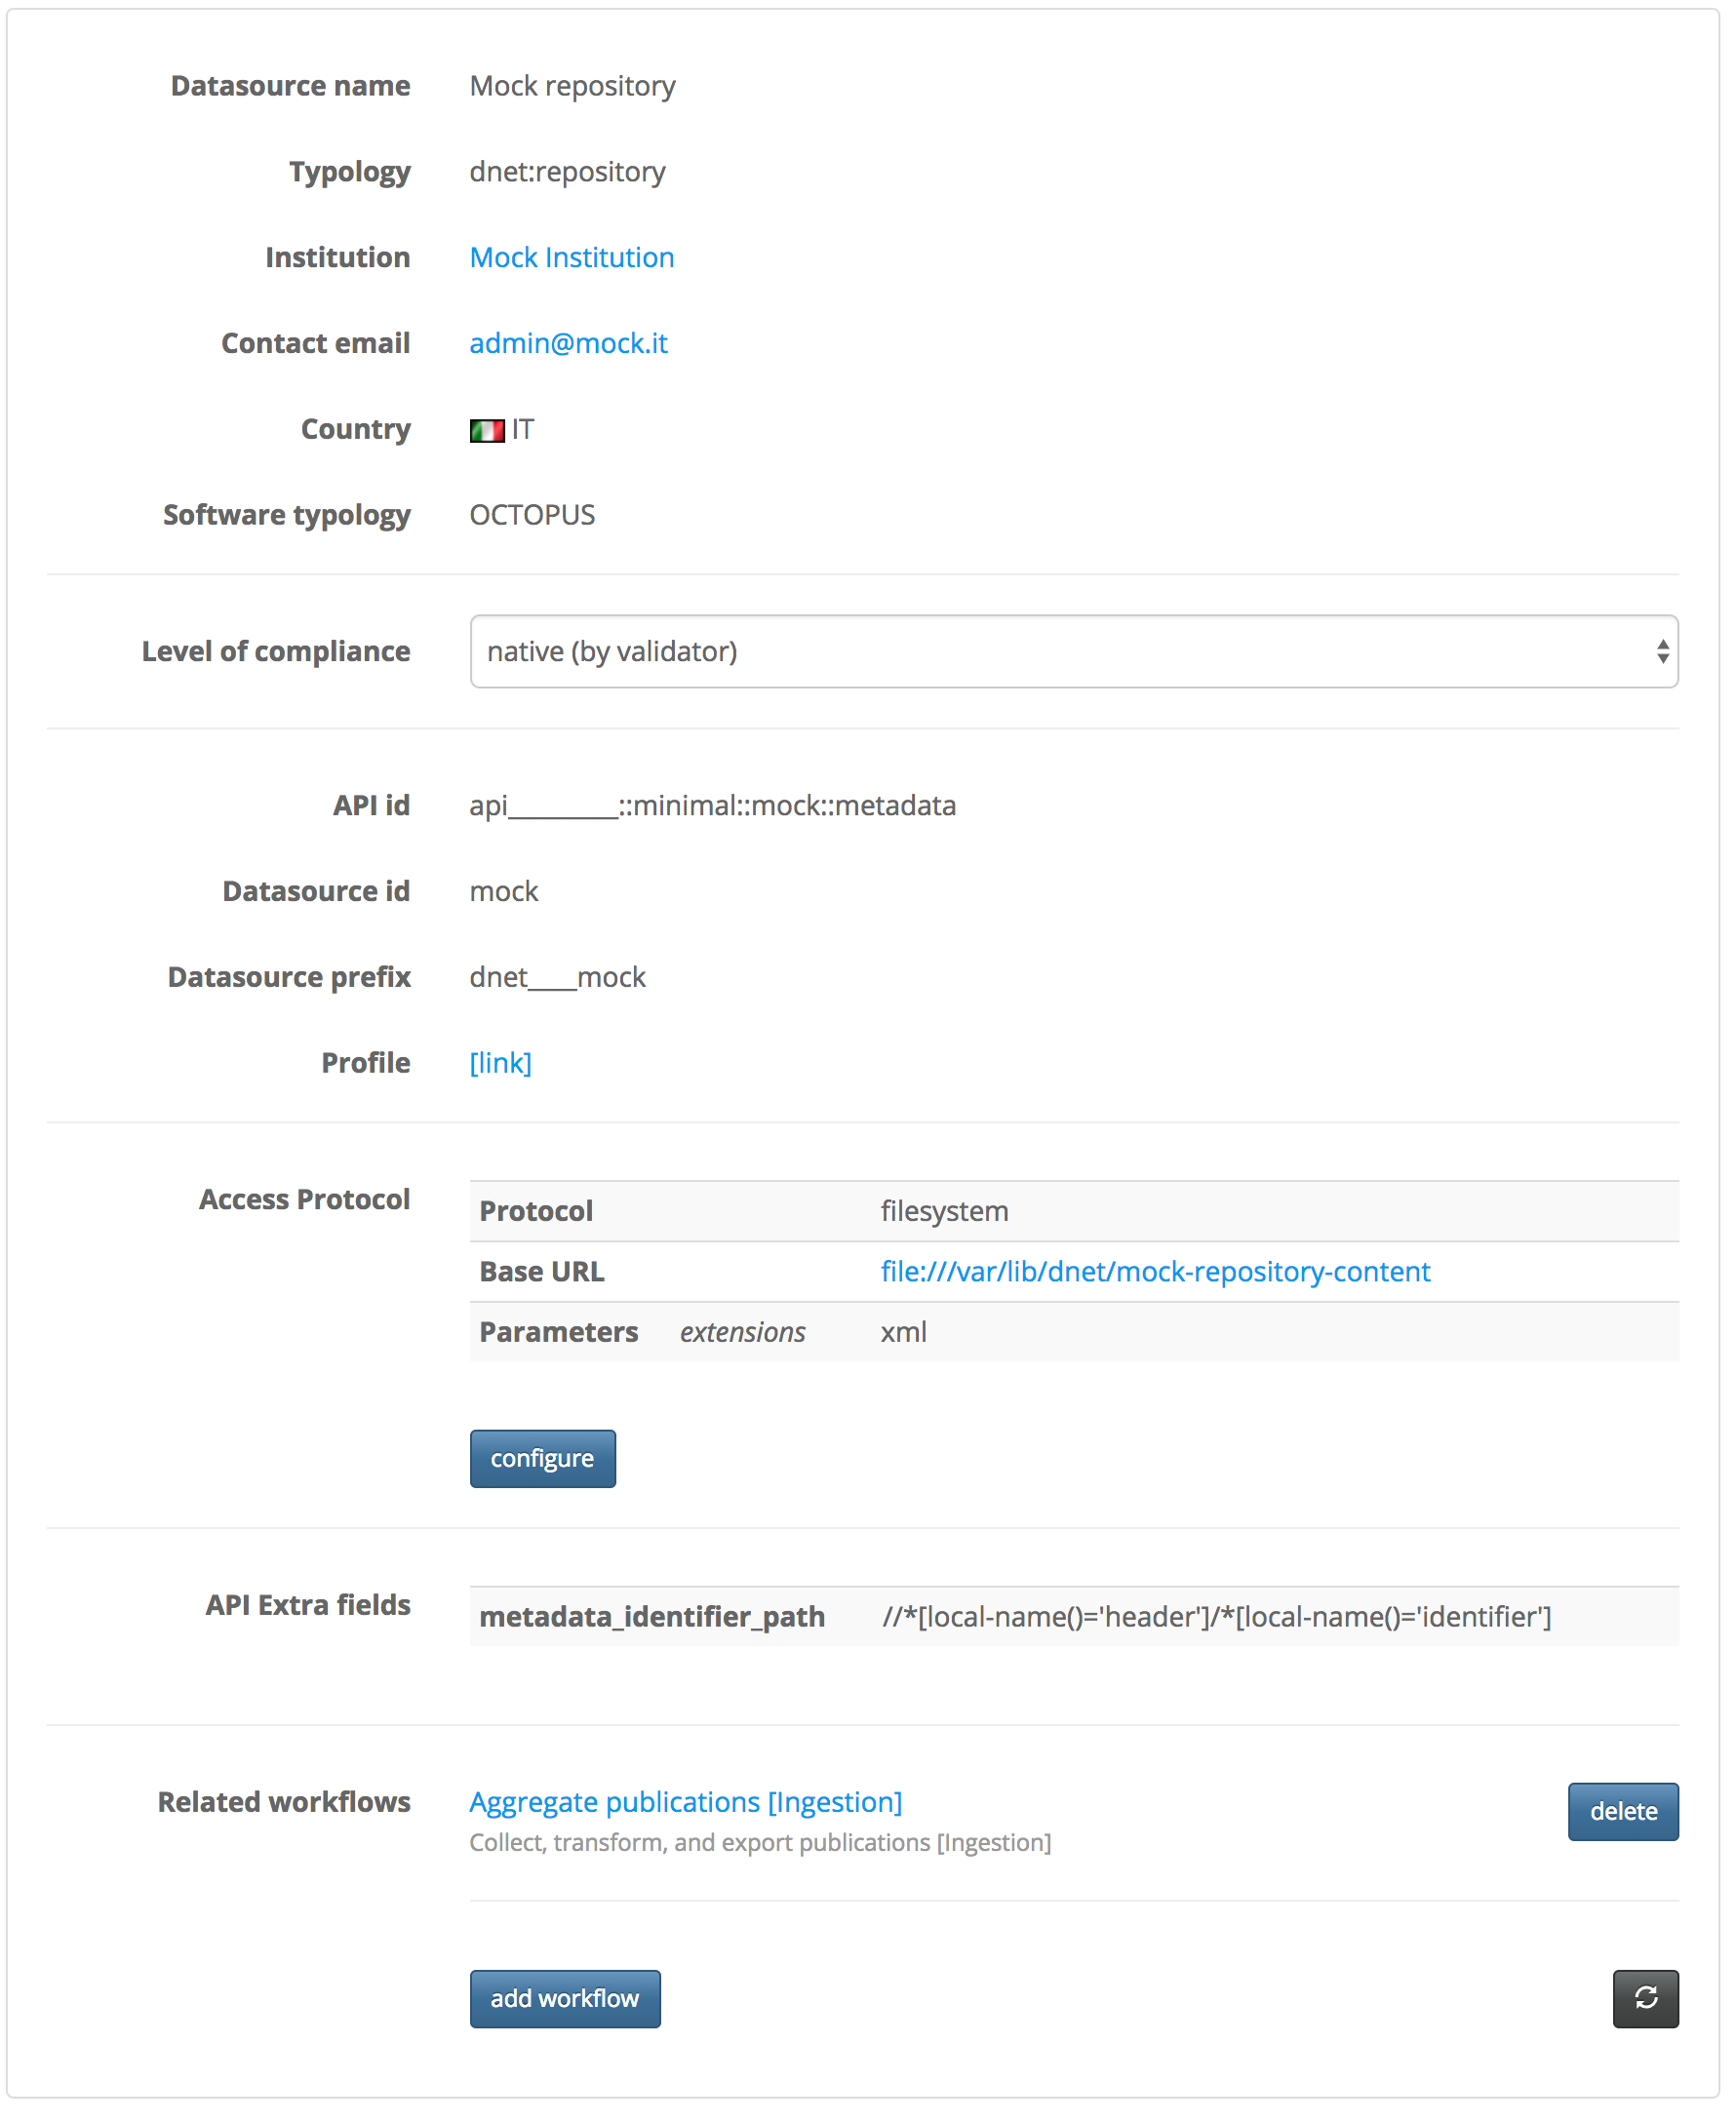 Datasource name Mock repository
Typology dnet:repository
Institution Mock Institution
Contact email admin@mock.it
Country IT
Software typology OCTOPUS
Level of compliance native (by validator)
API id api_________::minimal::mock::metadata
Datasource id mock
Datasource prefix dnet____mock
Profile [link]
Access Protocol
Protocol filesystem
Base URL file:///var/lib/dnet/mock-repository-content
Parameters extensions xml
configure
API Extra fields
metadata_identifier_path //*[local-name()='header']/*[local-name()='identifier']
Related workflows Aggregate publications [Ingestion] delete
Collect, transform, and export publications [Ingestion]
add workflow